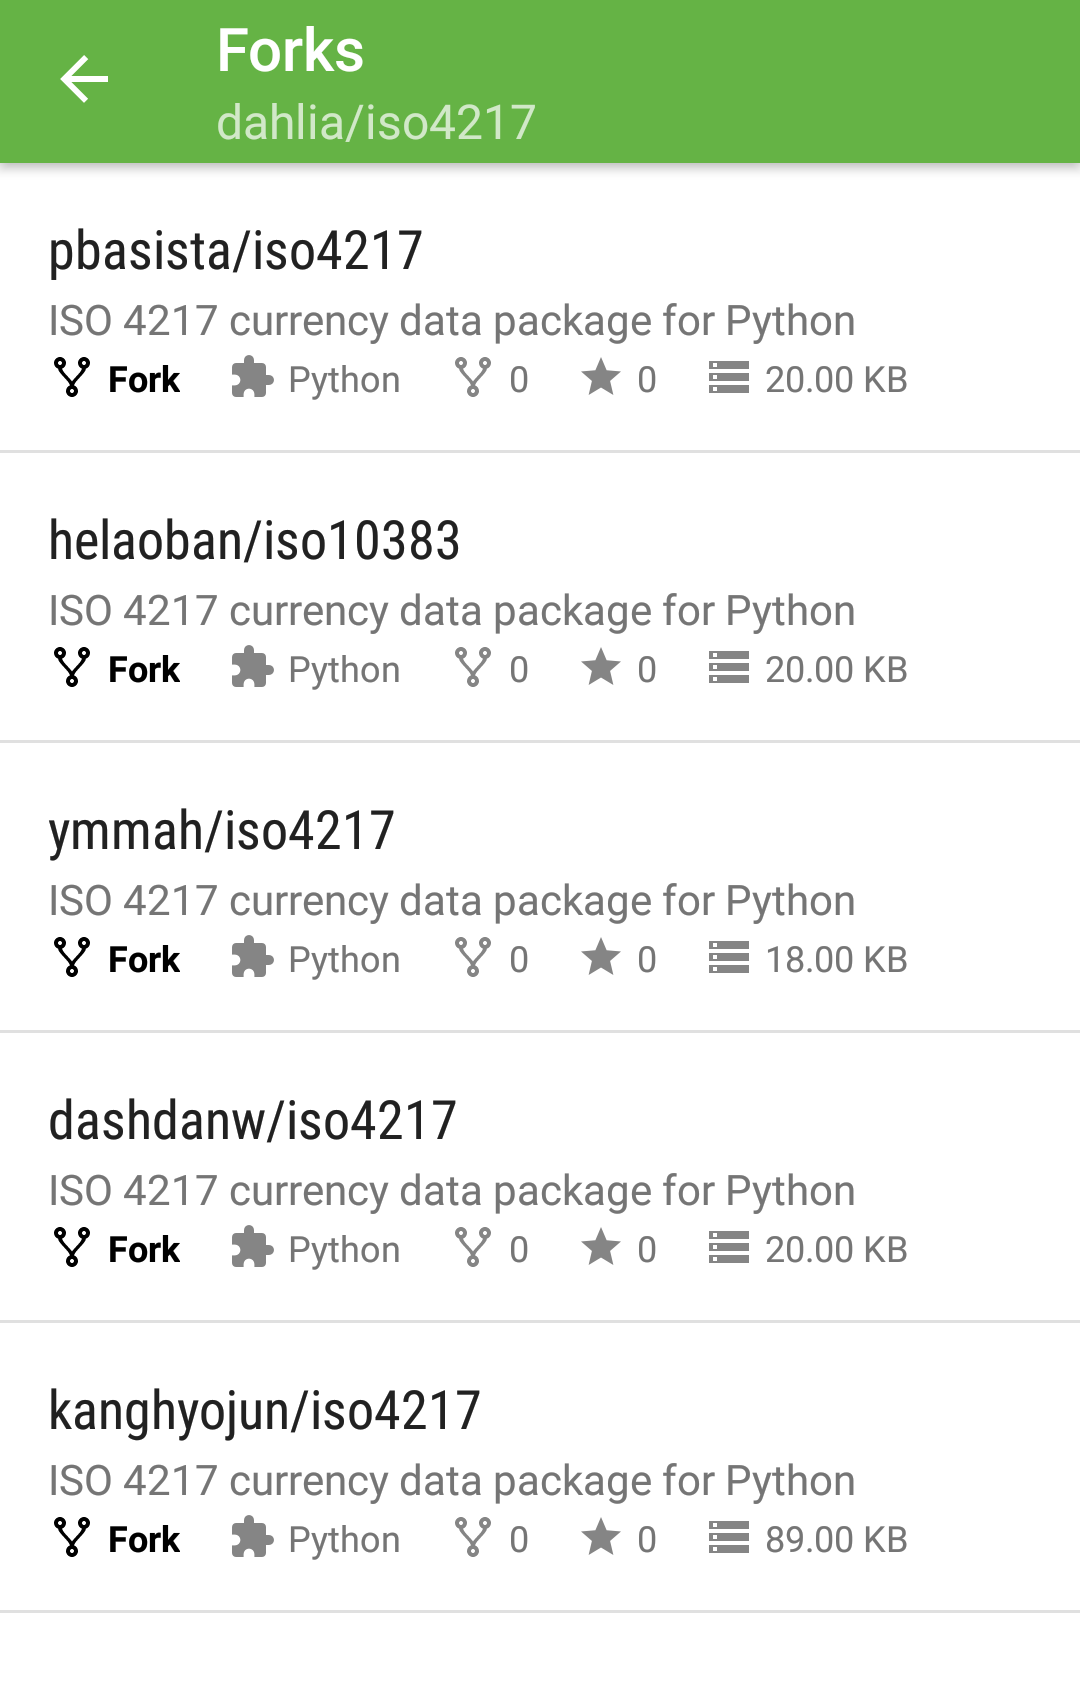 Forks
dahlia/iso4217
pbasista/iso4217
ISO 4217 currency data package for Python
Fork Python 0 0 20.00 KB
helaoban/iso10383
ISO 4217 currency data package for Python
Fork Python 0 0 20.00 KB
ymmah/iso4217
ISO 4217 currency data package for Python
Fork Python 0 0 18.00 KB
dashdanw/iso4217
ISO 4217 currency data package for Python
Fork Python 0 0 20.00 KB
kanghyojun/iso4217
ISO 4217 currency data package for Python
Fork Python 0 0 89.00 KB